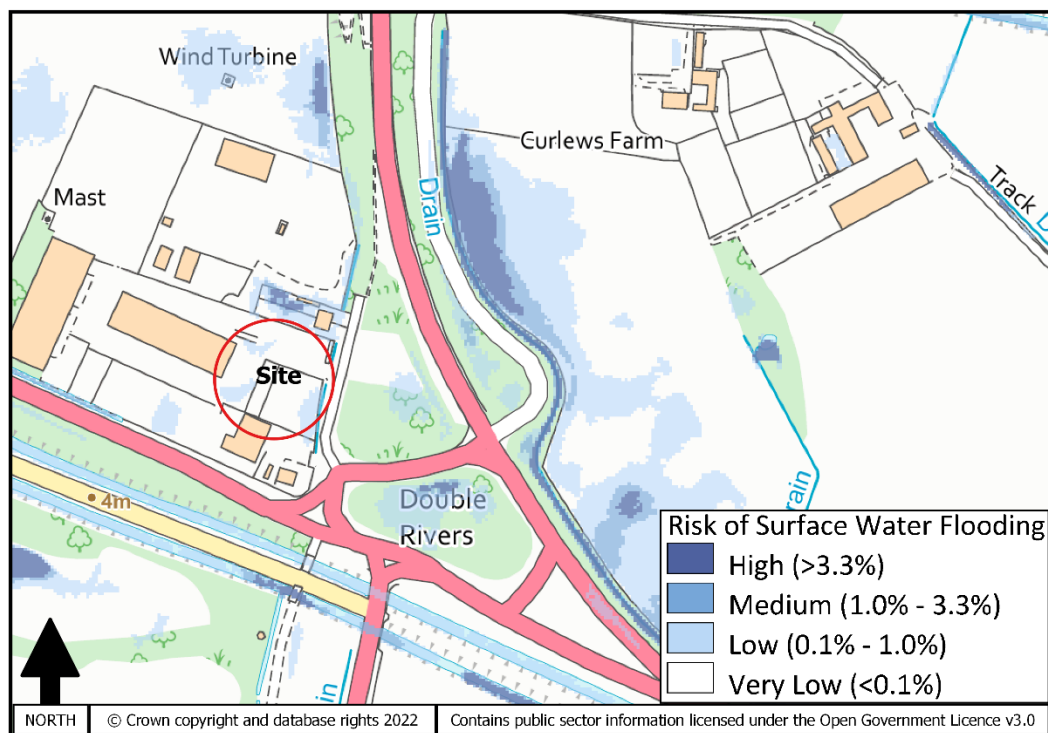 Wind Turbine
Curlews Farm
Drain
Track
D
Mast
Site
4m
Double
Rivers
rain
in
Risk of Surface Water Flooding
High (>3.3%)
Medium (1.0% - 3.3%)
Low (0.1% - 1.0%)
Very Low (<0.1%)
NORTH
© Crown copyright and database rights 2022
Contains public sector information licensed under the Open Government Licence v3.0